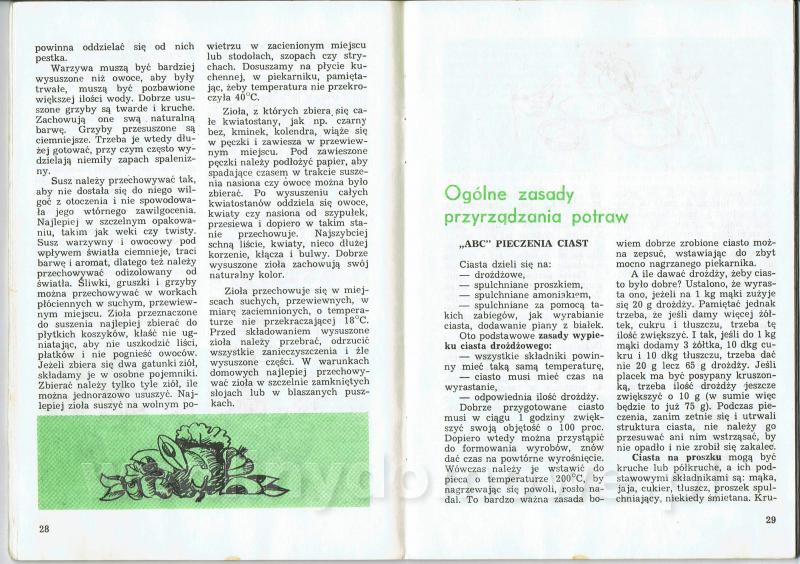 powinna oddzielać się od nich
pestka.
Warzywa muszą być bardziej
wysuszone niż owoce, aby były
trwałe, muszą być pozbawione
większej ilości wody. Dobrze usu-
szone grzyby są twarde i kruche.
Zachowują one swą naturalną
barwę. Grzyby przesuszone są
ciemniejsze. Trzeba je wtedy dłu-
żej gotować, przy czym często wy-
dzielają niemiły zapach spaleniz-
ny.
Susz należy przechowywać tak,
aby nie dostała się do niego wil-
goć z otoczenia i nie spowodowa-
ła jego wtórnego zawilgocenia.
Najlepiej w szczelnym opakowa-
niu, takim jak weki czy twisty.
Susz warzywny i owocowy pod
wpływem światła ciemnieje, traci
barwę i aromat, dlatego też należy
przechowywać odizolowany od
światła. Śliwki, gruszki i grzyby
można przechowywać w workach
płóciennych w suchym, przewiew-
nym miejscu. Zioła przeznaczone
do suszenia najlepiej zbierać do
płytkich koszyków, kłaść nie ug-
niatając, aby nie uszkodzić liści,
płatków i nie pognieść owoców.
Jeżeli zbiera się dwa gatunki ziół,
składamy je w osobne pojemniki.
Zbierać należy tylko tyle ziół, ile
można jednorazowo ususzyć. Naj-
lepiej zioła suszyć na wolnym po-
wietrzu w zacienionym miejscu
lub stodołach, szopach czy stry-
chach. Dosuszamy na płycie ku-
chennej, w piekarniku, pamięta-
jąc, żeby temperatura nie przekro-
czyła 40°C.
Zioła, z których zbiera się ca-
łe kwiatostany, jak np. czarny
bez, kminek, kolendra, wiąże się
w pęczki i zawiesza w przewiew-
nym miejscu. Pod zawieszone
pęczki należy podłożyć papier, aby
spadające czasem w trakcie susze-
nia nasiona czy owoce można było
zbierać. Po wysuszeniu całych
kwiatostanów oddziela się owoce,
kwiaty czy nasiona od szypułek,
przesiewa i dopiero w takim sta-
nie przechowuje. Najszybciej
schną liście, kwiaty, nieco dłużej
korzenie, kłącza i bulwy. Dobrze
wysuszone zioła zachowują swój
naturalny kolor.
Zioła przechowuje się w miej-
scach suchych, przewiewnych, w
miarę zaciemnionych, o tempera-
turze nie przekraczającej 18°C.
Przed składowaniem wysuszone
zioła należy przebrać, odrzucić
wszystkie zanieczyszczenia i źle
wysuszone części. W warunkach
domowych najlepiej przechowy-
wać zioła w szczelnie zamkniętych
słojach lub w blaszanych pusz-
kach.
28
Ogólne zasady
przyrządzania potraw
„ABC” PIECZENIA CIAST
Ciasta dzieli się na:
— drożdżowe,
— spulchniane proszkiem,
— spulchniane amoniakiem,
— spulchniane za pomocą ta-
kich zabiegów, jak wyrabianie
ciasta, dodawanie piany z białek.
Oto podstawowe zasady wypie-
ku ciasta drożdżowego:
— wszystkie składniki powin-
ny mieć taką samą temperaturę,
— ciasto musi mieć czas na
wyrastanie,
— odpowiednia ilość drożdży.
Dobrze przygotowane ciasto
musi w ciągu 1 godziny zwięk-
szyć swoją objętość o 100 proc.
Dopiero wtedy można przystąpić
do formowania wyrobów, znów
dać czas na powtórne wyrośnięcie.
Wówczas należy je wstawić do
pieca o temperaturze 200°C, by
nagrzewając się powoli, rosło na-
dal. To bardzo ważna zasada bo-
wiem dobrze zrobione ciasto moż-
na zepsuć, wstawiając do zbyt
mocno nagrzanego piekarnika.
A ile dawać drożdży, żeby cias-
to było dobre? Ustalono, że wyras-
ta ono, jeżeli na 1 kg mąki zużyje
się 20 g drożdży. Pamiętać jednak
trzeba, że jeśli damy więcej żół-
tek, cukru i tłuszczu, trzeba tę
ilość zwiększyć. I tak, jeśli do 1 kg
mąki dodamy 3 żółtka, 10 dkg cu-
kru i 10 dkg tłuszczu, trzeba dać
nie 20 g lecz 65 g drożdży. Jeśli
placek ma być posypany kruszon-
ką, trzeba ilość drożdży jeszcze
zwiększyć o 10 g (w sumie więc
będzie to już 75 g). Podczas pie-
czenia, zanim zetnie się i utrwali
struktura ciasta, nie należy go
przesuwać ani nim wstrząsać, by
nie opadło i nie zrobił się zakalec.
Ciasta na proszku mogą być
kruche lub półkruche, a ich pod-
stawowymi składnikami są: mąka,
jaja, cukier, tłuszcz, proszek spul-
chniający, niekiedy śmietana. Kru-
29